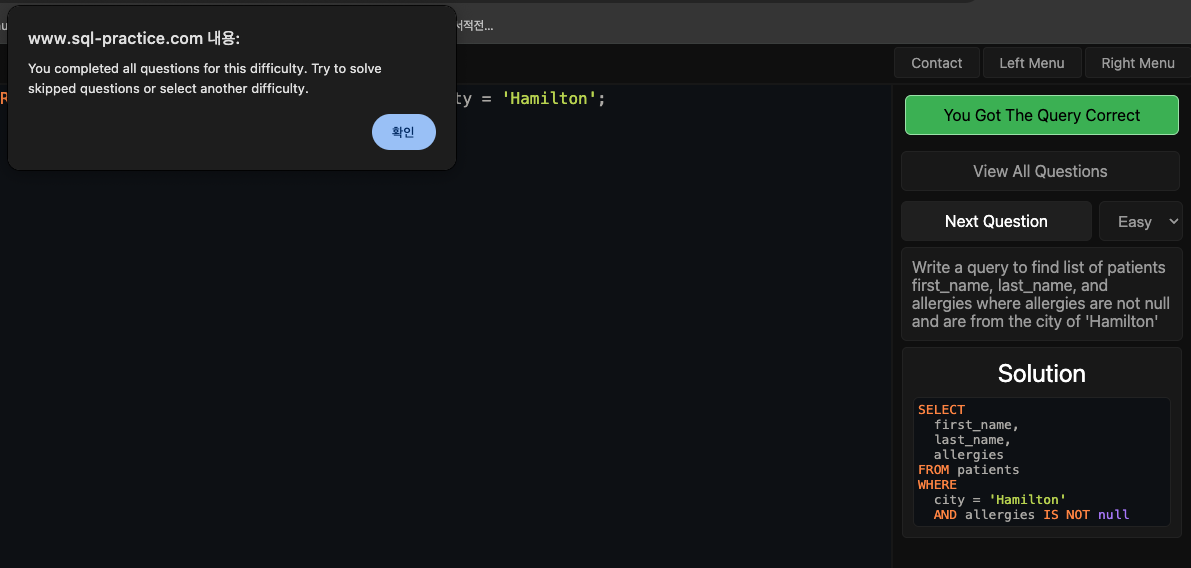 서적전...
www.sql-practice.com 내용:
You completed all questions for this difficulty. Try to solve
skipped questions or select another difficulty.
확인
Contact
Left Menu
Right Menu
= 'Hamilton';
You Got The Query Correct
View All Questions
Next Question
Easy
Write a query to find list of patients
first_name, last_name, and
allergies where allergies are not null
and are from the city of 'Hamilton'
Solution
SELECT
first_name,
last_name,
allergies
FROM patients
WHERE
city = 'Hamilton'
AND allergies IS NOT null